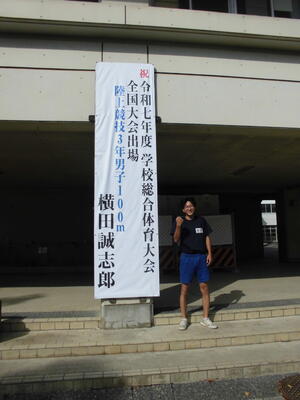 祝
令和七年度 学校総合体育大会
全国大会出場
陸上競技3年男子100m
横田誠志郎